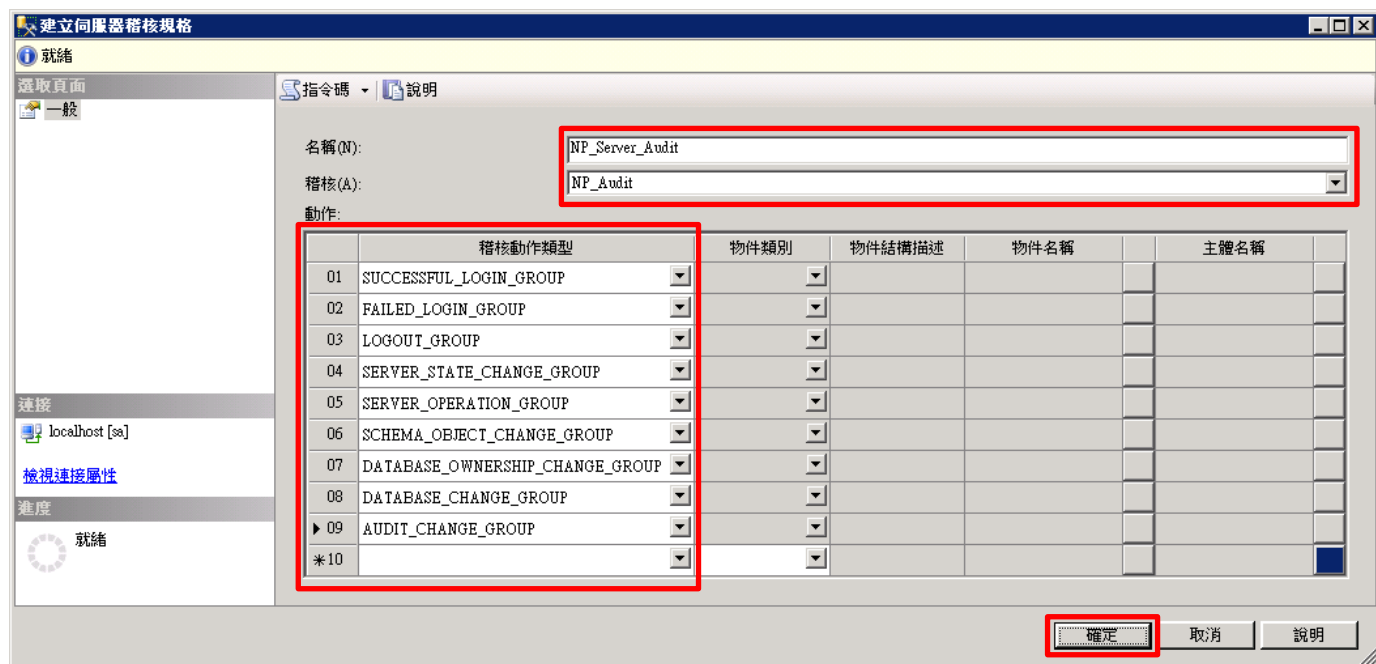 建立伺服器稽核規格
就緒
選取頁面
一般
指令碼 說明
名稱(N): NP_Server_Audit
稽核(A): NP_Audit
動作:
稽核動作類型 物件類別 物件結構描述 物件名稱 主體名稱
01 SUCCESSFUL_LOGIN_GROUP
02 FAILED_LOGIN_GROUP
03 LOGOUT_GROUP
04 SERVER_STATE_CHANGE_GROUP
05 SERVER_OPERATION_GROUP
06 SCHEMA_OBJECT_CHANGE_GROUP
07 DATABASE_OWNERSHIP_CHANGE_GROUP
08 DATABASE_CHANGE_GROUP
09 AUDIT_CHANGE_GROUP
*10
連接
localhost [sa]
檢視連接屬性
進度
就緒
確定 取消 說明